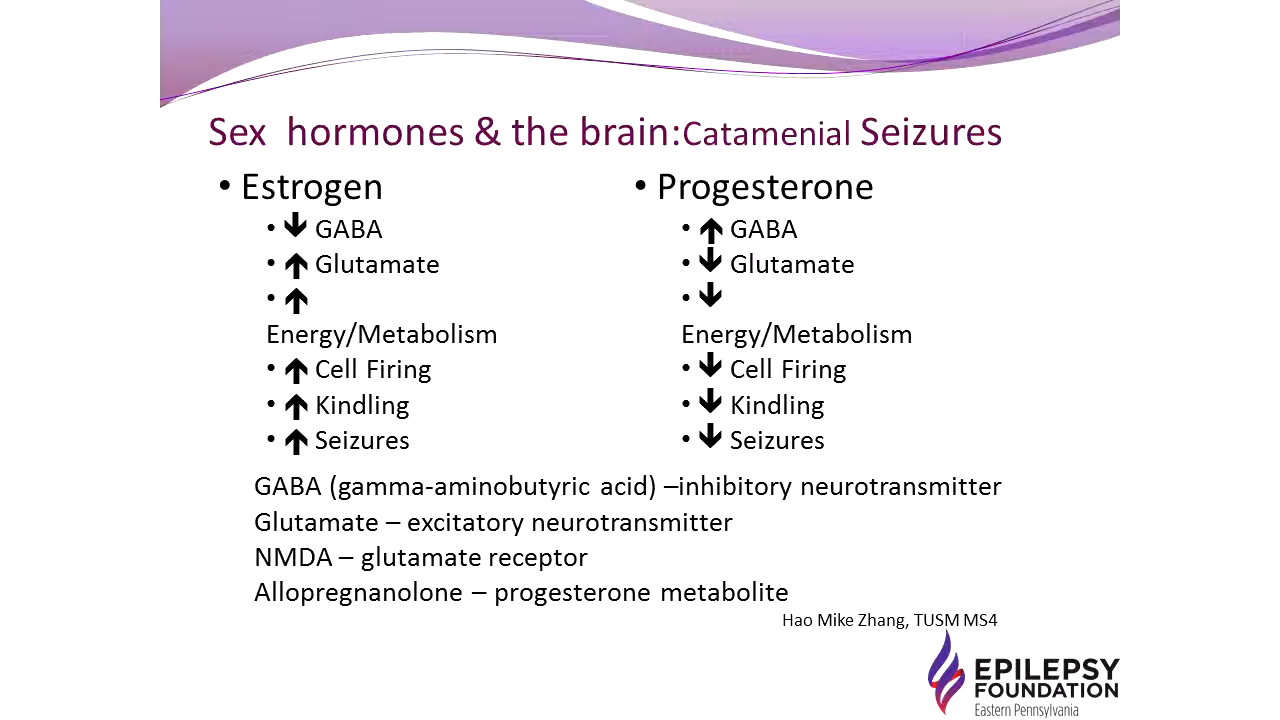 Sex hormones & the brain:Catamenial Seizures
• Estrogen
• 🡻 GABA
• 🡹 Glutamate
• 🡹
Energy/Metabolism
• 🡹 Cell Firing
• 🡹 Kindling
• 🡹 Seizures
• Progesterone
• 🡹 GABA
• 🡻 Glutamate
• 🡻
Energy/Metabolism
• 🡻 Cell Firing
• 🡻 Kindling
• 🡻 Seizures
GABA (gamma-aminobutyric acid) –inhibitory neurotransmitter
Glutamate – excitatory neurotransmitter
NMDA – glutamate receptor
Allopregnanolone – progesterone metabolite
Hao Mike Zhang, TUSM MS4
EPILEPSY
FOUNDATION
Eastern Pennsylvania